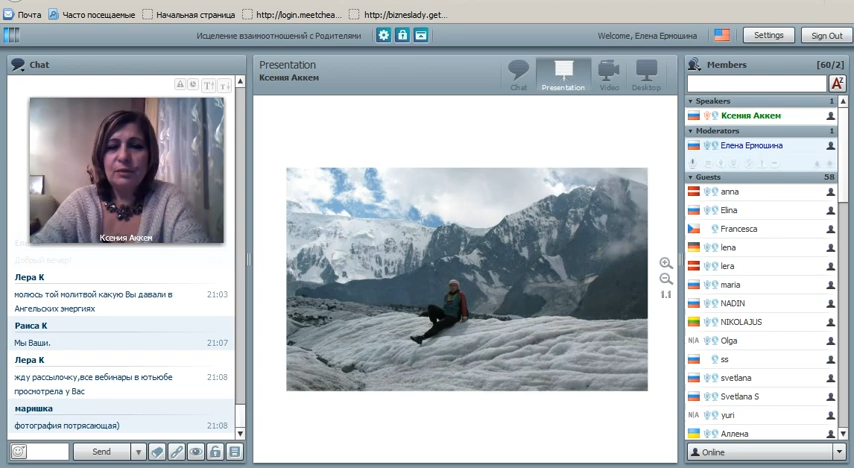 Почта
Часто посещаемые
Начальная страница
http://login.meetchea...
http://bizneslady.get...
Исцеление взаимоотношений с Родителями
Welcome, Елена Ермошина
Settings
Sign Out
Chat
Ксения Аккем
Добрый вечер!
Лера К
молюсь той молитвой какую Вы давали в
Ангельских энергиях
21:03
Раиса К
Мы Ваши.
21:07
Лера К
жду рассылочку,все вебинары в ютьюбе
просмотрела у Вас
21:08
маришка
фотография потрясающая)
21:08
Send
Presentation
Ксения Аккем
Chat
Presentation
Video
Desktop
1:1
Members
[60/2]
Speakers
1
Ксения Аккем
Moderators
1
Елена Ермошина
Guests
58
anna
Elina
Francesca
lena
lera
maria
NADIN
NIKOLAJUS
N/A
Olga
ss
svetlana
Svetlana S
N/A
yuri
Аллена
Online